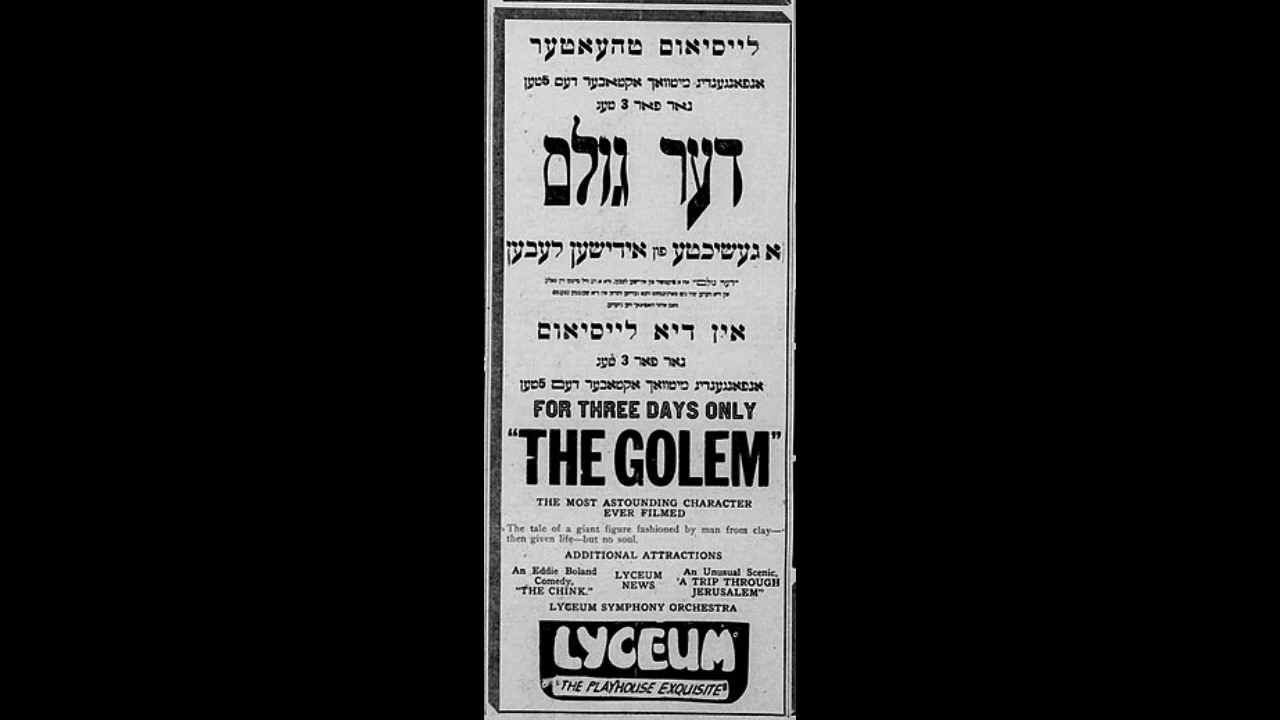 לייסיאום טהעאטער
אנפאנגענדיג מיטוואך אקטאבער דעם 5טען
נאר פאר 3 טעג
דער גולם
א געשיכטע פון אידישען לעבען
"דער גולם"
אין דיא לייסיאום
נאר פאר 3 טעג
אנפאנגענדיג מיטוואך אקטאבער דעם 5טען
FOR THREE DAYS ONLY
"THE GOLEM"
THE MOST ASTOUNDING CHARACTER
EVER FILMED
The tale of a giant figure fashioned by man from clay—
then given life—but no soul.
ADDITIONAL ATTRACTIONS
An Eddie Boland
Comedy,
"THE CHINK."
LYCEUM
NEWS
An Unusual Scenic,
'A TRIP THROUGH
JERUSALEM"
LYCEUM SYMPHONY ORCHESTRA
LYCEUM
"THE PLAYHOUSE EXQUISITE"